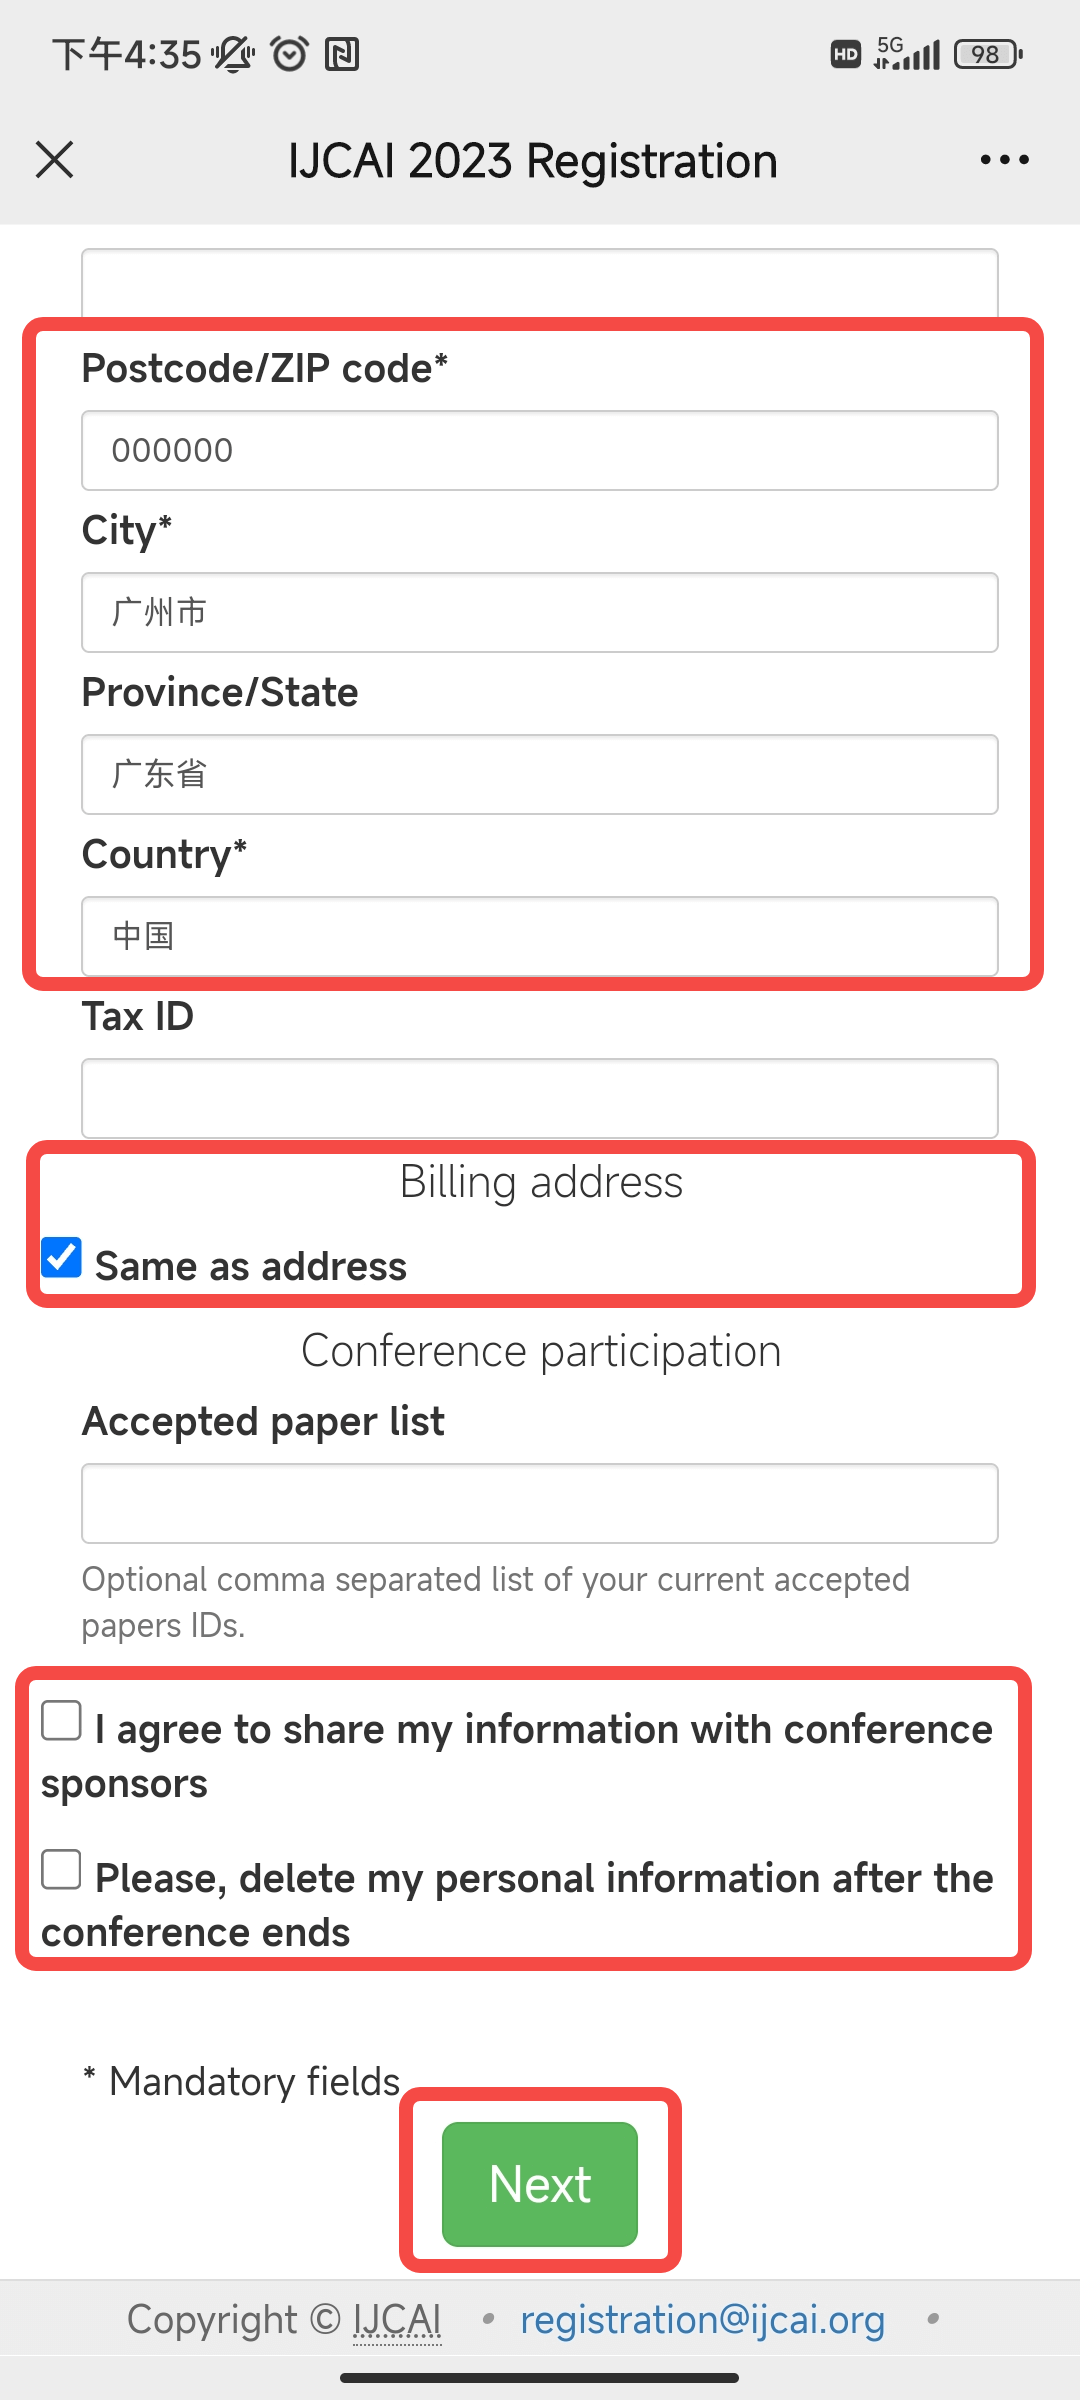 下午4:35 HD 5G 98
IJCAI 2023 Registration
Postcode/ZIP code*
000000
City*
广州市
Province/State
广东省
Country*
中国
Tax ID
Billing address
Same as address
Conference participation
Accepted paper list
Optional comma separated list of your current accepted
papers IDs.
I agree to share my information with conference
sponsors
Please, delete my personal information after the
conference ends
* Mandatory fields
Next
Copyright © IJCAI • registration@ijcai.org •